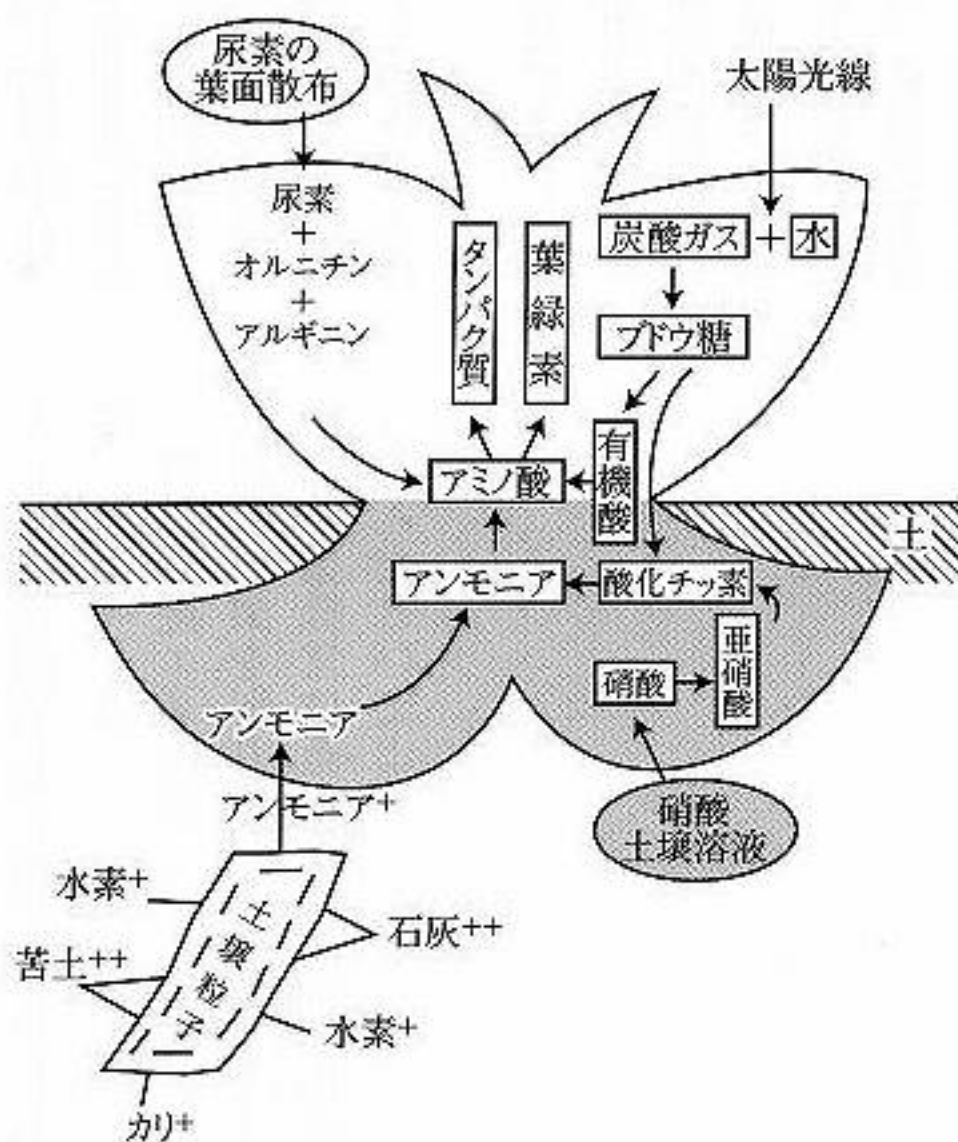 尿素の
葉面散布
太陽光線
尿素
+
オルニチン
+
アルギニン
タンパク質
葉緑素
炭酸ガス
+
水
ブドウ糖
有機酸
アミノ酸
土
アンモニア
酸化チッ素
亜硝酸
硝酸
アンモニア
アンモニア+
硝酸
土壌溶液
水素+
土壌粒子
石灰++
苦土++
水素+
カリ+